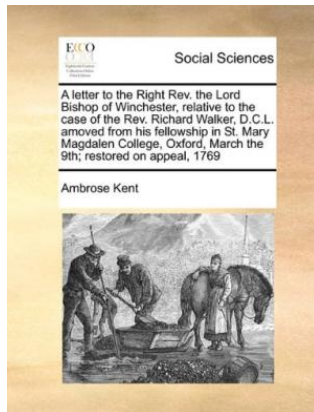 ECCO
Social Sciences
A letter to the Right Rev. the Lord
Bishop of Winchester, relative to the
case of the Rev. Richard Walker, D.C.L.
amoved from his fellowship in St. Mary
Magdalen College, Oxford, March the
9th; restored on appeal, 1769
Ambrose Kent